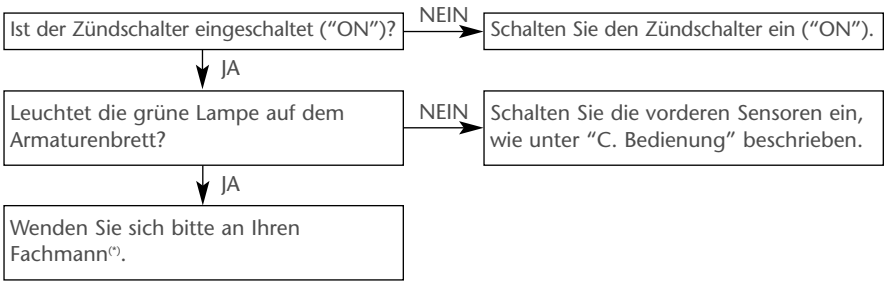 Ist der Zündschalter eingeschaltet (“ON”)?
NEIN
Schalten Sie den Zündschalter ein (“ON”).
JA
Leuchtet die grüne Lampe auf dem
Armaturenbrett?
NEIN
Schalten Sie die vorderen Sensoren ein,
wie unter “C. Bedienung” beschrieben.
JA
Wenden Sie sich bitte an Ihren
Fachmann(*).